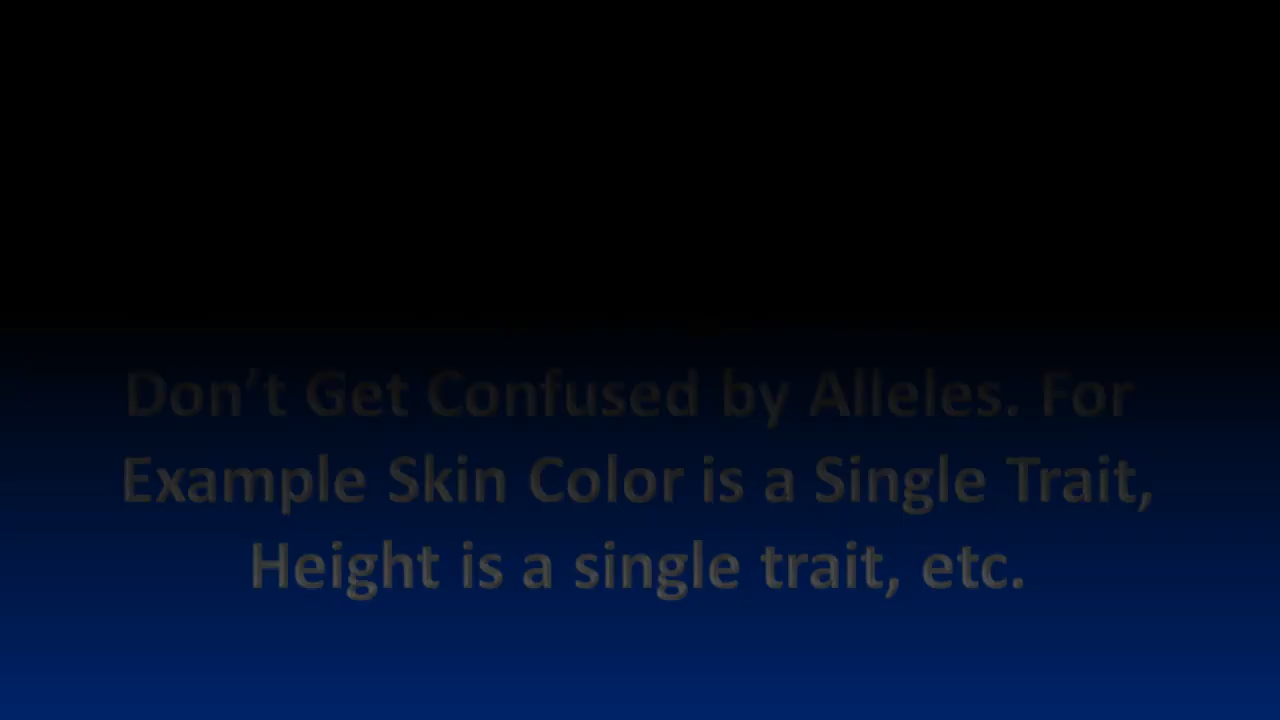 Don’t Get Confused by Alleles. For
Example Skin Color is a Single Trait,
Height is a single trait, etc.